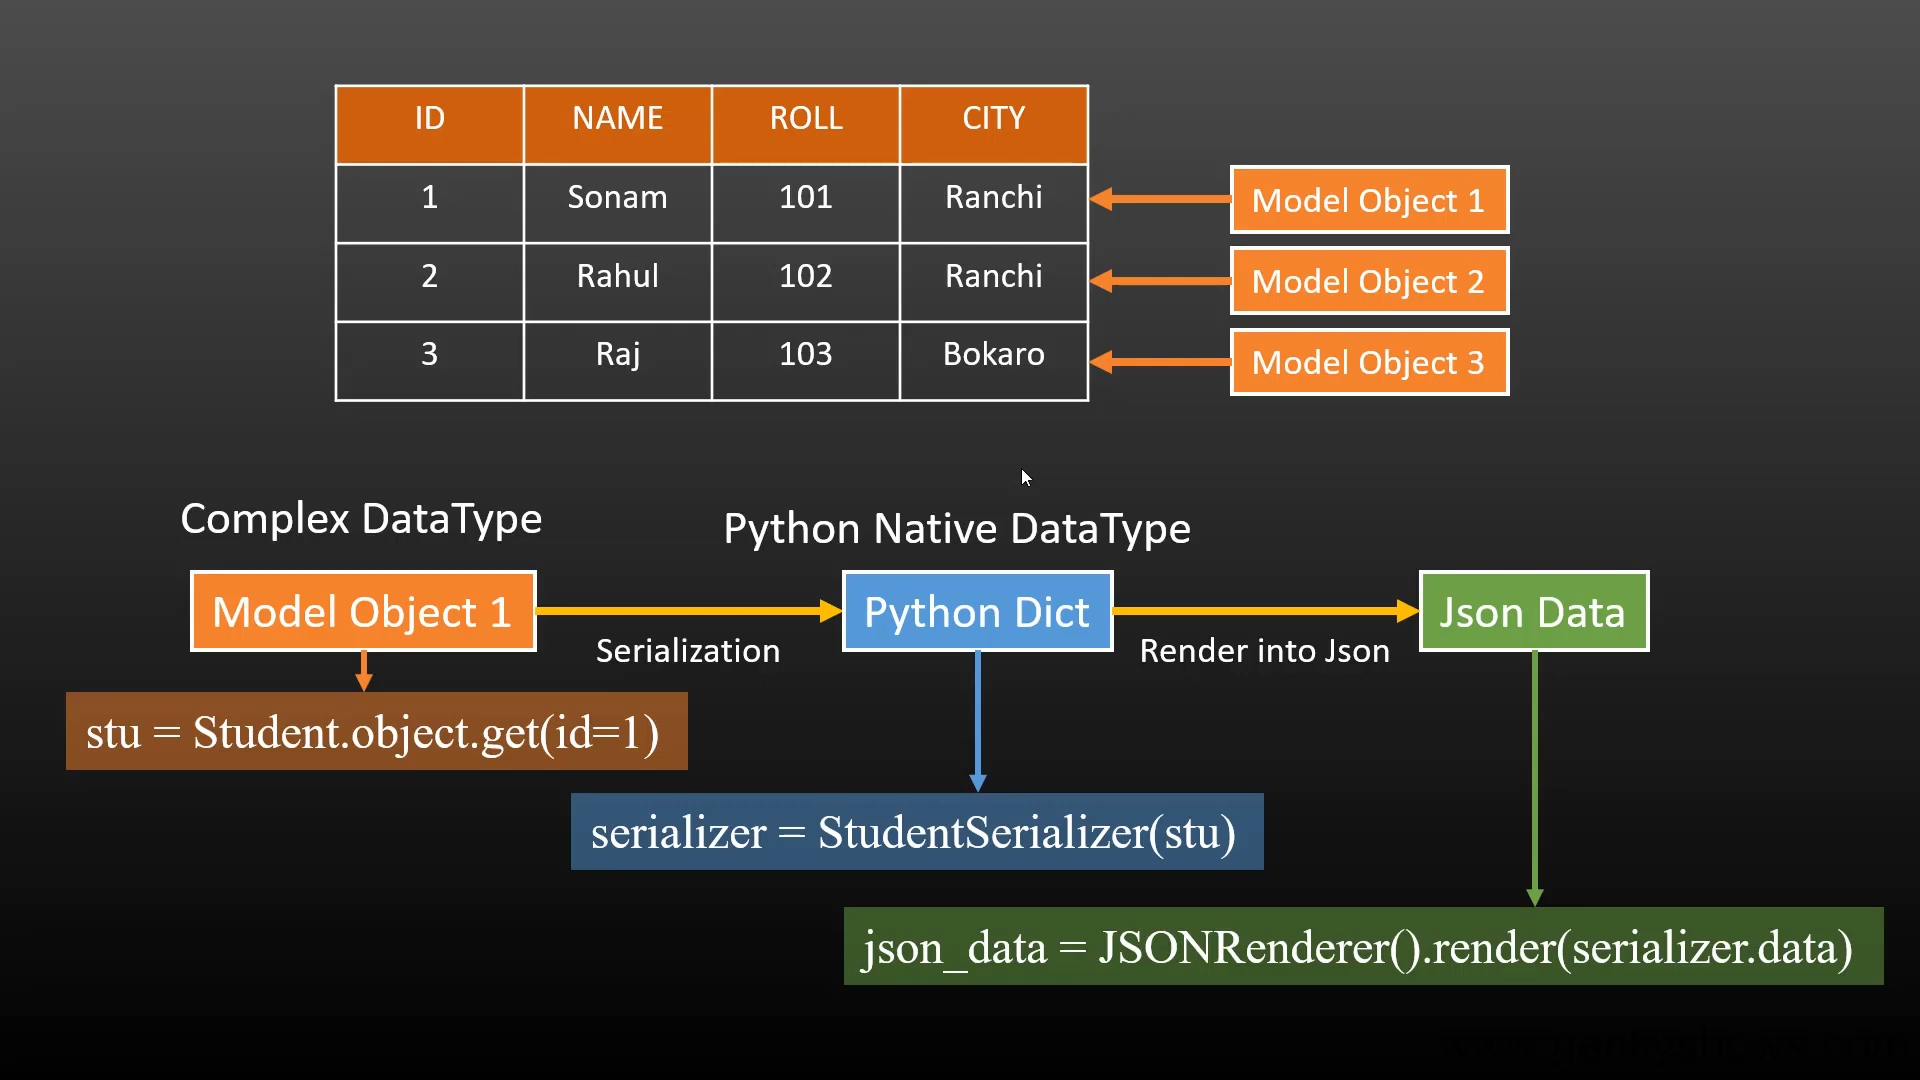 ID NAME ROLL CITY
1 Sonam 101 Ranchi
Model Object 1
2 Rahul 102 Ranchi
Model Object 2
3 Raj 103 Bokaro
Model Object 3
Complex DataType
Python Native DataType
Model Object 1
Serialization
Python Dict
Render into Json
Json Data
stu = Student.object.get(id=1)
serializer = StudentSerializer(stu)
json_data = JSONRenderer().render(serializer.data)